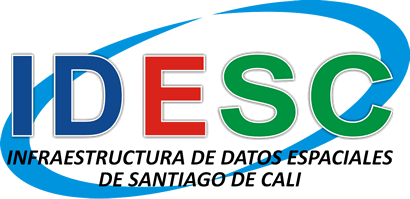 IDESC
INFRAESTRUCTURA DE DATOS ESPACIALES
DE SANTIAGO DE CALI